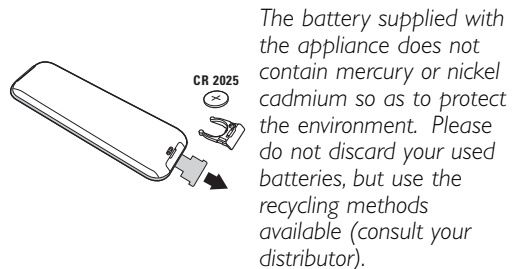 CR 2025
The battery supplied with
the appliance does not
contain mercury or nickel
cadmium so as to protect
the environment.  Please
do not discard your used
batteries, but use the
recycling methods
available (consult your
distributor).